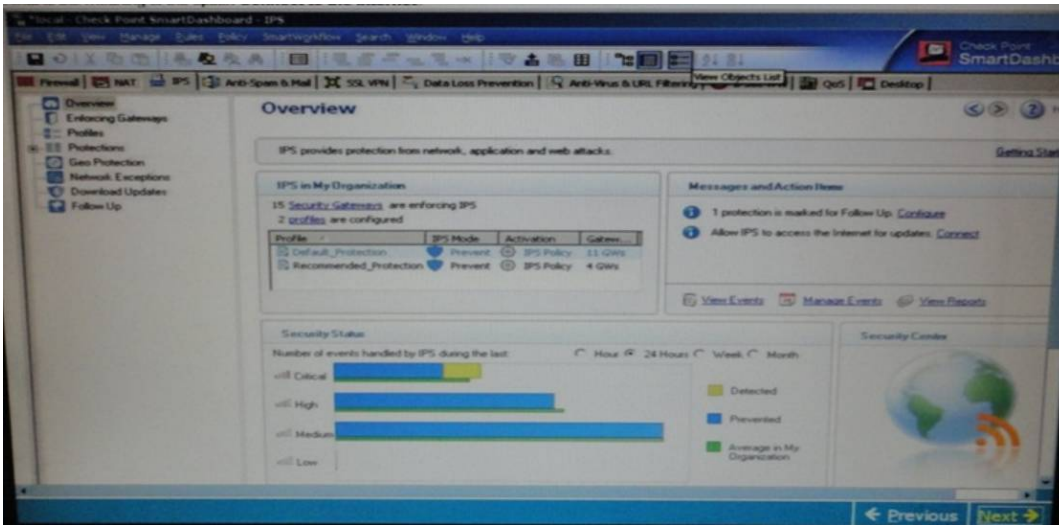 *local - Check Point SmartDashboard - IPS
File Edit View Manage Rules Policy SmartWorkflow Search Window Help
Check Point
SmartDashb
Firewall NAT IPS Anti-Spam & Mail SSL VPN Data Loss Prevention Anti-Virus & URL Filtering QoS Desktop
View Objects List
Overview
Enforcing Gateways
Profiles
Protections
Geo Protection
Network Exceptions
Download Updates
Follow Up
Overview
IPS provides protection from network, application and web attacks.
Getting Start
IPS in My Organization
15 Security Gateways are enforcing IPS
2 profiles are configured
Profile IPS Mode Activation Gatew...
Default_Protection Prevent IPS Policy 11 GWs
Recommended_Protection Prevent IPS Policy 4 GWs
Messages and Action Items
1 protection is marked for Follow Up. Configure
Allow IPS to access the Internet for updates. Connect
View Events Manage Events View Reports
Security Status
Number of events handled by IPS during the last: Hour 24 Hours Week Month
Critical
High
Medium
Low
Detected
Prevented
Average in My
Organization
Security Center
Previous Next